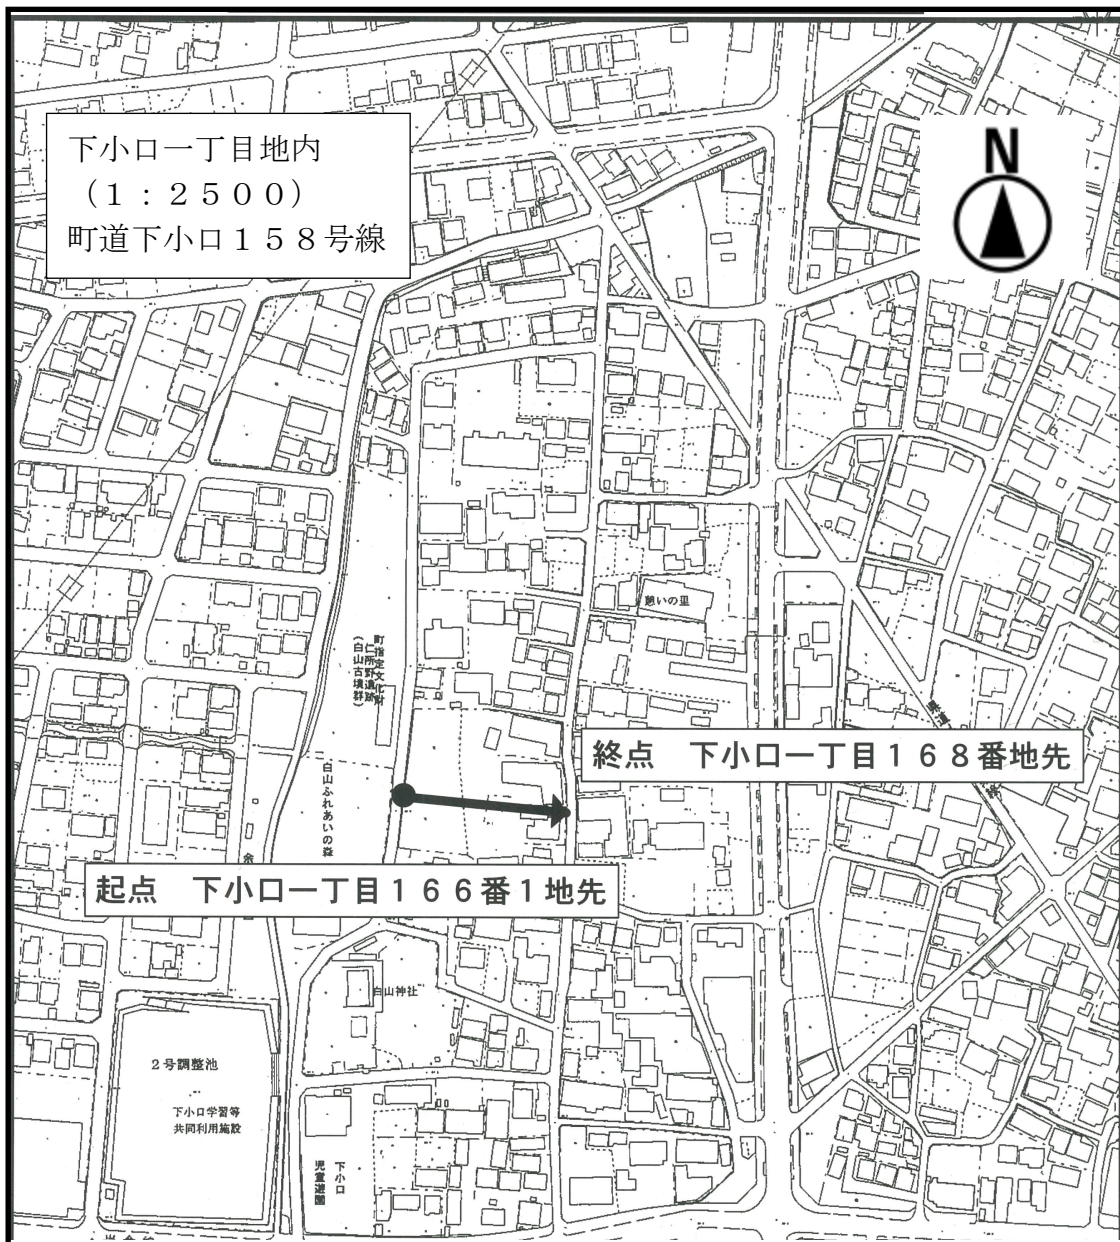 下小口一丁目地内
（１：２５００）
町道下小口１５８号線
N
憩いの里
町指定文化財
仁所野遺跡
（白山古墳群）
県道
終点　下小口一丁目１６８番地先
白山ふれあいの森
余
起点　下小口一丁目１６６番１地先
白山神社
２号調整池
下小口学習等
共同利用施設
下小口
児童遊園